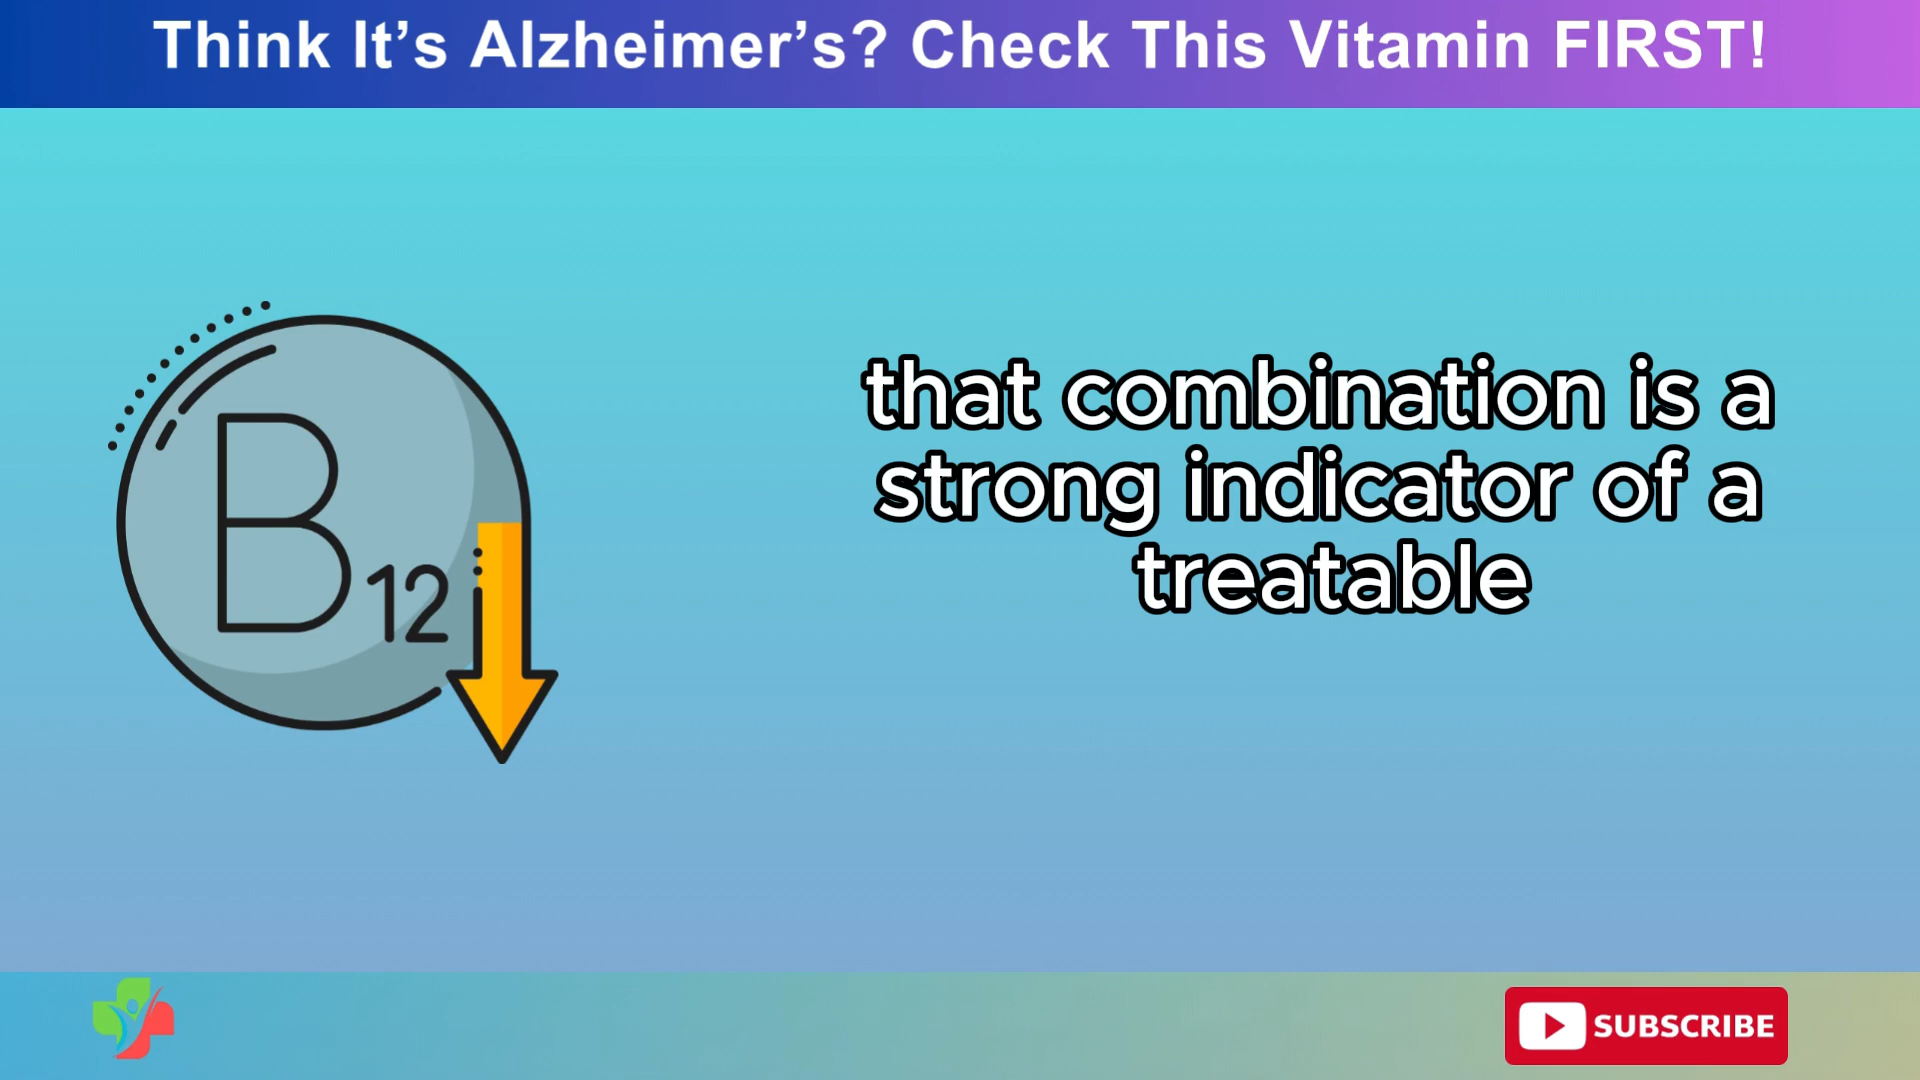 Think It’s Alzheimer’s? Check This Vitamin FIRST!
B12
that combination is a
strong indicator of a
treatable
SUBSCRIBE